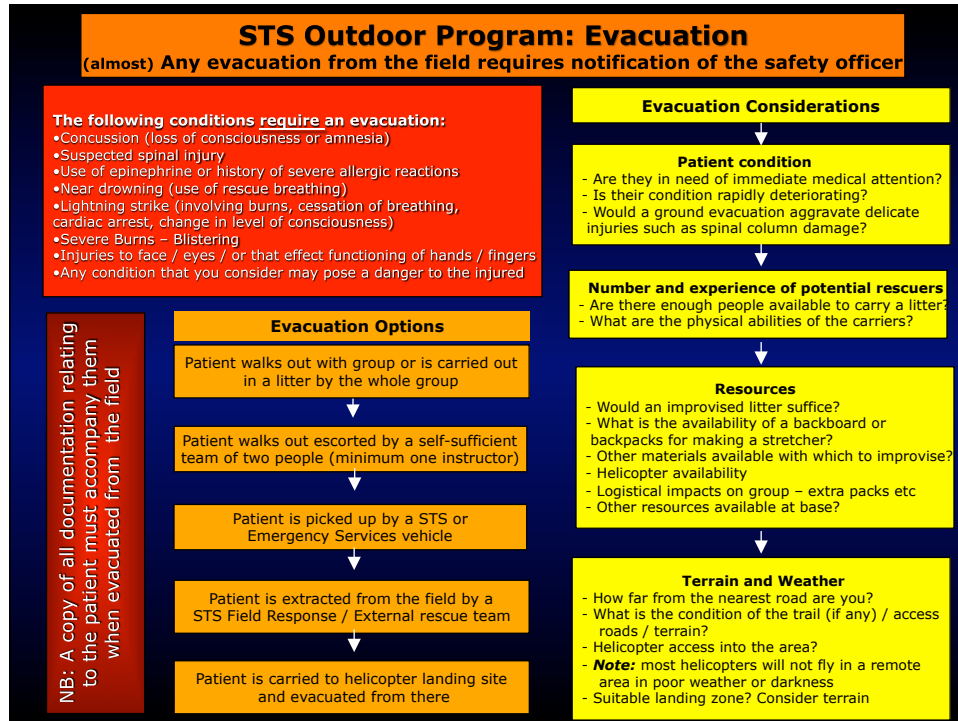 STS Outdoor Program: Evacuation
(almost) Any evacuation from the field requires notification of the safety officer
The following conditions require an evacuation:
•Concussion (loss of consciousness or amnesia)
•Suspected spinal injury
•Use of epinephrine or history of severe allergic reactions
•Near drowning (use of rescue breathing)
•Lightning strike (involving burns, cessation of breathing,
cardiac arrest, change in level of consciousness)
•Severe Burns – Blistering
•Injuries to face / eyes / or that effect functioning of hands / fingers
•Any condition that you consider may pose a danger to the injured
NB: A copy of all documentation relating
to the patient must accompany them
when evacuated from the field
Evacuation Options
Patient walks out with group or is carried out
in a litter by the whole group
Patient walks out escorted by a self-sufficient
team of two people (minimum one instructor)
Patient is picked up by a STS or
Emergency Services vehicle
Patient is extracted from the field by a
STS Field Response / External rescue team
Patient is carried to helicopter landing site
and evacuated from there
Evacuation Considerations
Patient condition
- Are they in need of immediate medical attention?
- Is their condition rapidly deteriorating?
- Would a ground evacuation aggravate delicate
injuries such as spinal column damage?
Number and experience of potential rescuers
- Are there enough people available to carry a litter?
- What are the physical abilities of the carriers?
Resources
- Would an improvised litter suffice?
- What is the availability of a backboard or
backpacks for making a stretcher?
- Other materials available with which to improvise?
- Helicopter availability
- Logistical impacts on group – extra packs etc
- Other resources available at base?
Terrain and Weather
- How far from the nearest road are you?
- What is the condition of the trail (if any) / access
roads / terrain?
- Helicopter access into the area?
- Note: most helicopters will not fly in a remote
area in poor weather or darkness
- Suitable landing zone? Consider terrain